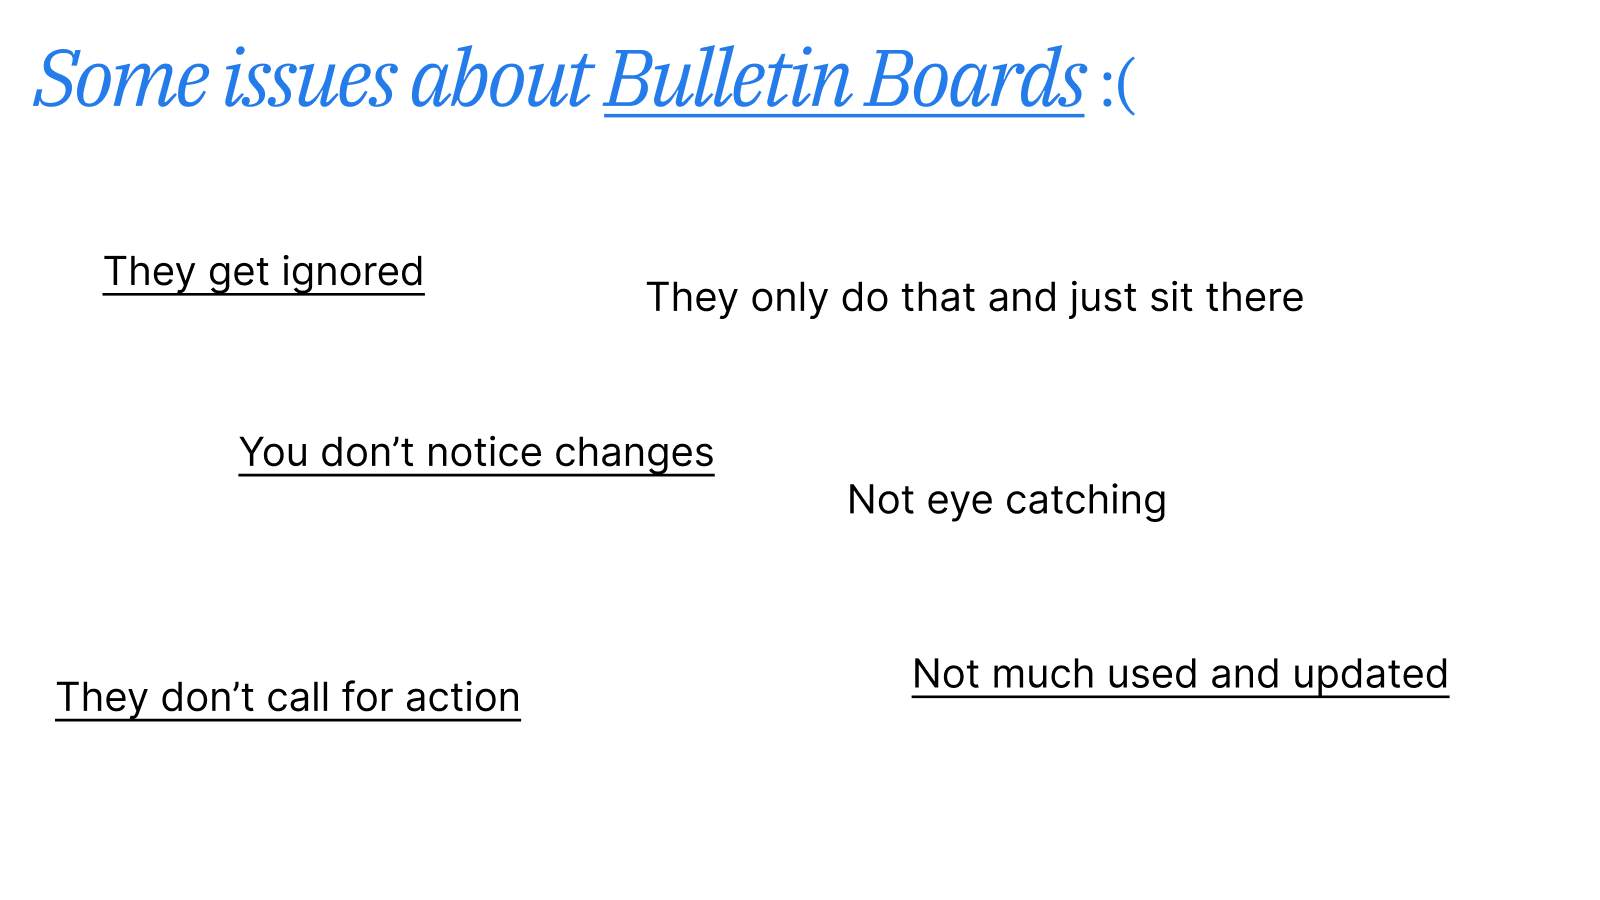 Some issues about Bulletin Boards :(
They get ignored
They only do that and just sit there
You don’t notice changes
Not eye catching
They don’t call for action
Not much used and updated